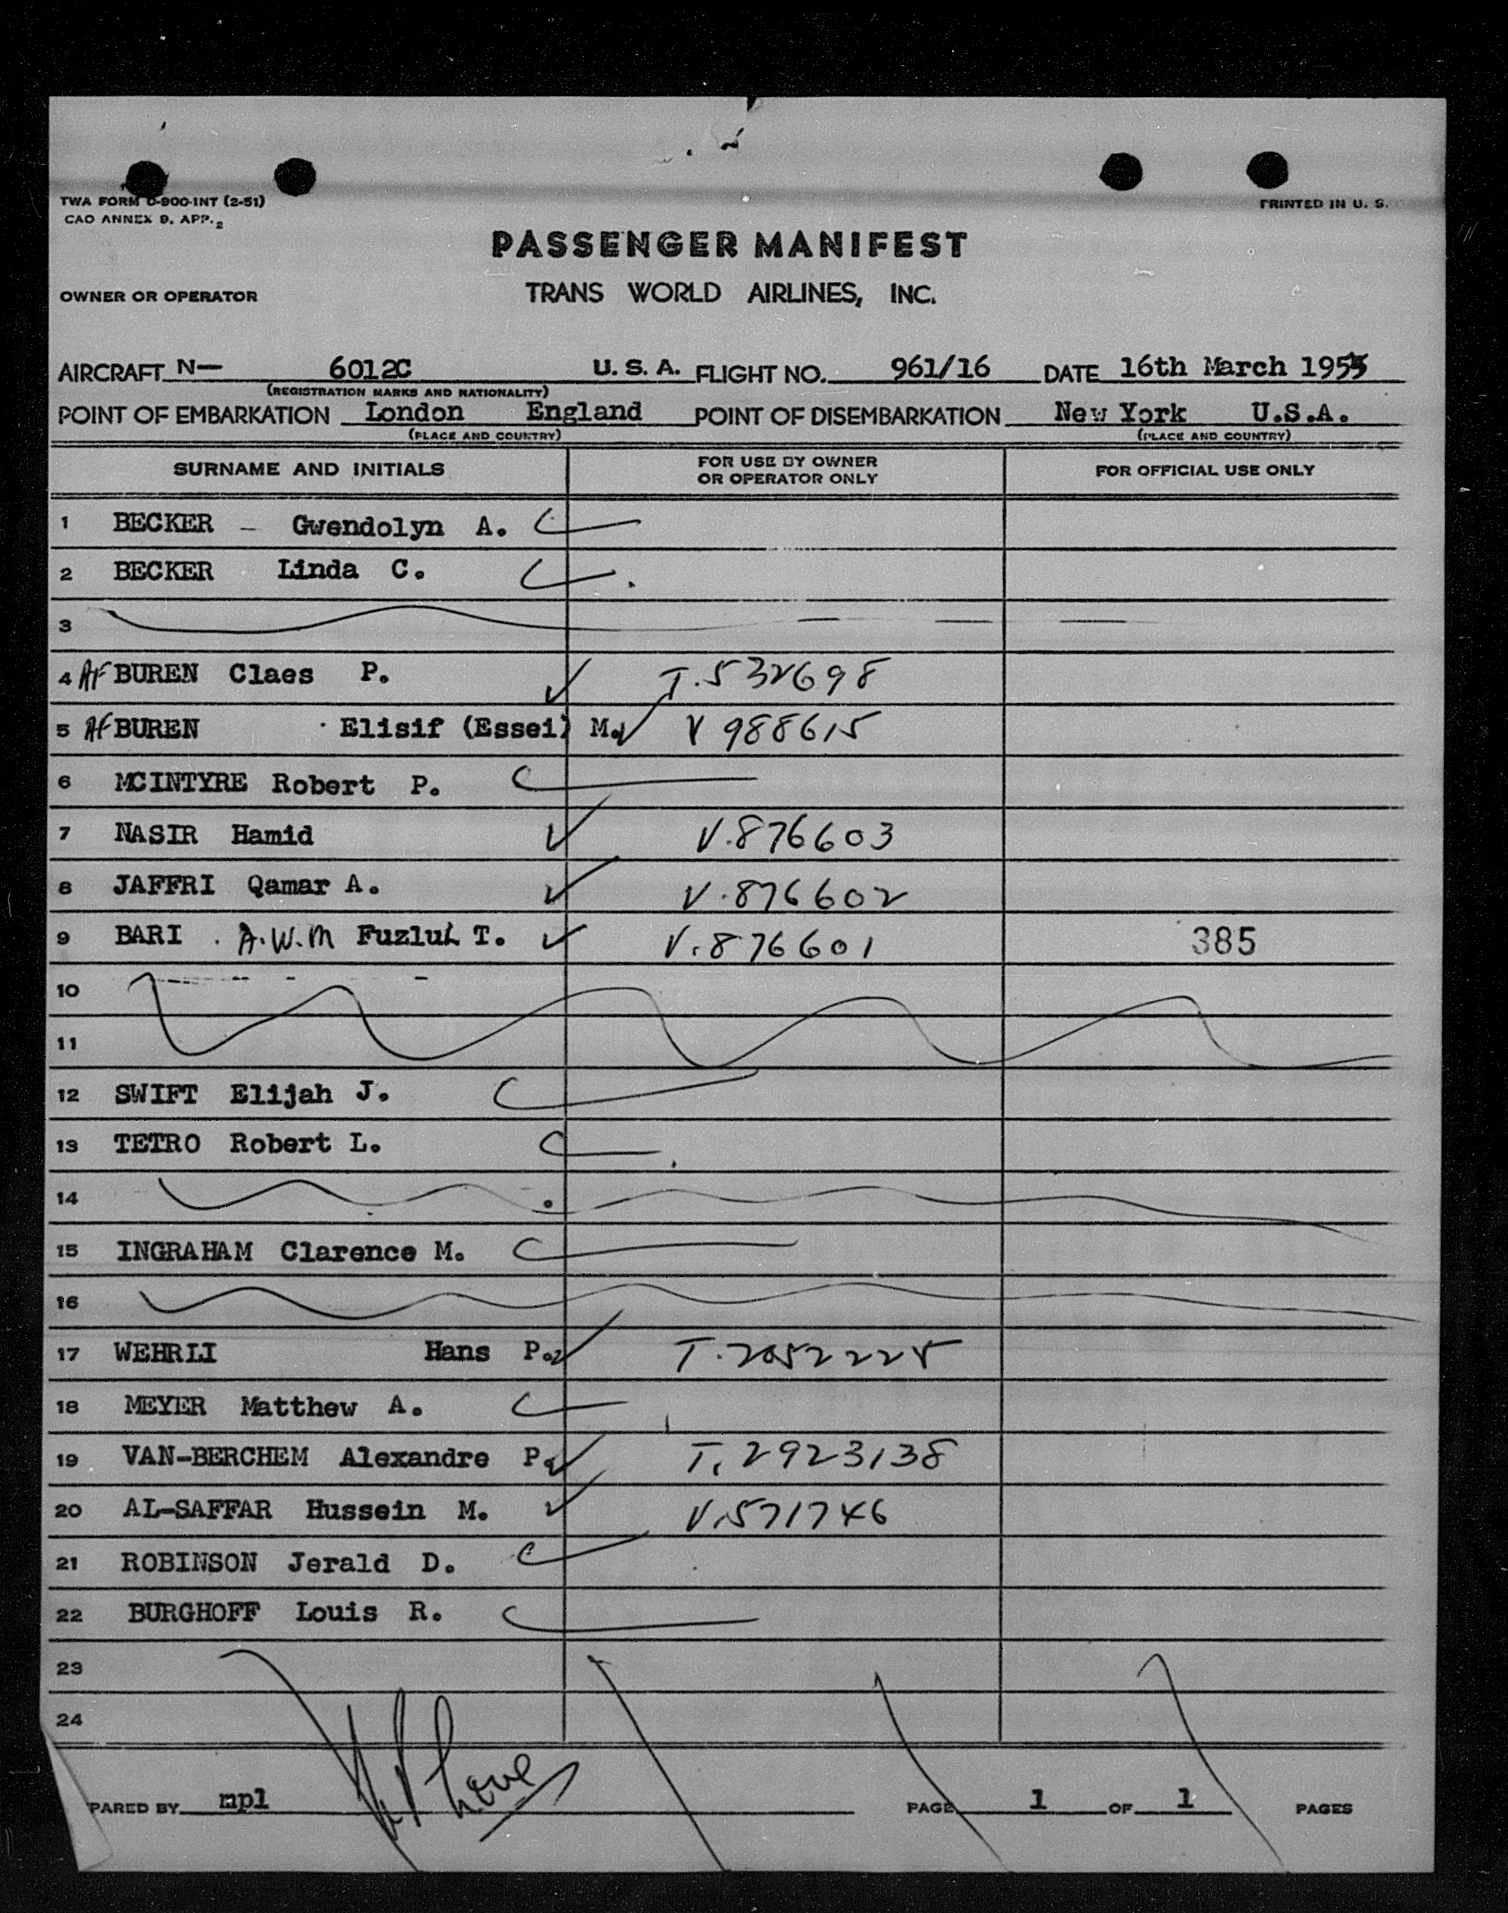 TWA FORM O-900-INT (2-51)
CAO ANNEX 9. APP. 2
PRINTED IN U. S.
PASSENGER MANIFEST
OWNER OR OPERATOR TRANS WORLD AIRLINES, INC.
AIRCRAFT N— 6012C U. S. A. FLIGHT NO. 961/16 DATE 16th March 1955
(REGISTRATION MARKS AND NATIONALITY)
POINT OF EMBARKATION London England POINT OF DISEMBARKATION New York U.S.A.
(PLACE AND COUNTRY) (PLACE AND COUNTRY)
SURNAME AND INITIALS FOR USE BY OWNER OR OPERATOR ONLY FOR OFFICIAL USE ONLY
1 BECKER – Gwendolyn A.
2 BECKER Linda C.
3
4 Af BUREN Claes P. T.532698
5 Af BUREN Elisif (Essei) M. V 988615
6 MCINTYRE Robert P.
7 NASIR Hamid V.876603
8 JAFFRI Qamar A. V.876602
9 BARI . A.W.M Fuzlul T. V.876601 385
10
11
12 SWIFT Elijah J.
13 TETRO Robert L.
14
15 INGRAHAM Clarence M.
16
17 WEHRLI Hans P. T.2052225
18 MEYER Matthew A.
19 VAN-BERCHEM Alexandre P. T.2923138
20 AL-SAFFAR Hussein M. V.571746
21 ROBINSON Jerald D.
22 BURGHOFF Louis R.
23
24
PARED BY mpl PAGE 1 OF 1 PAGES